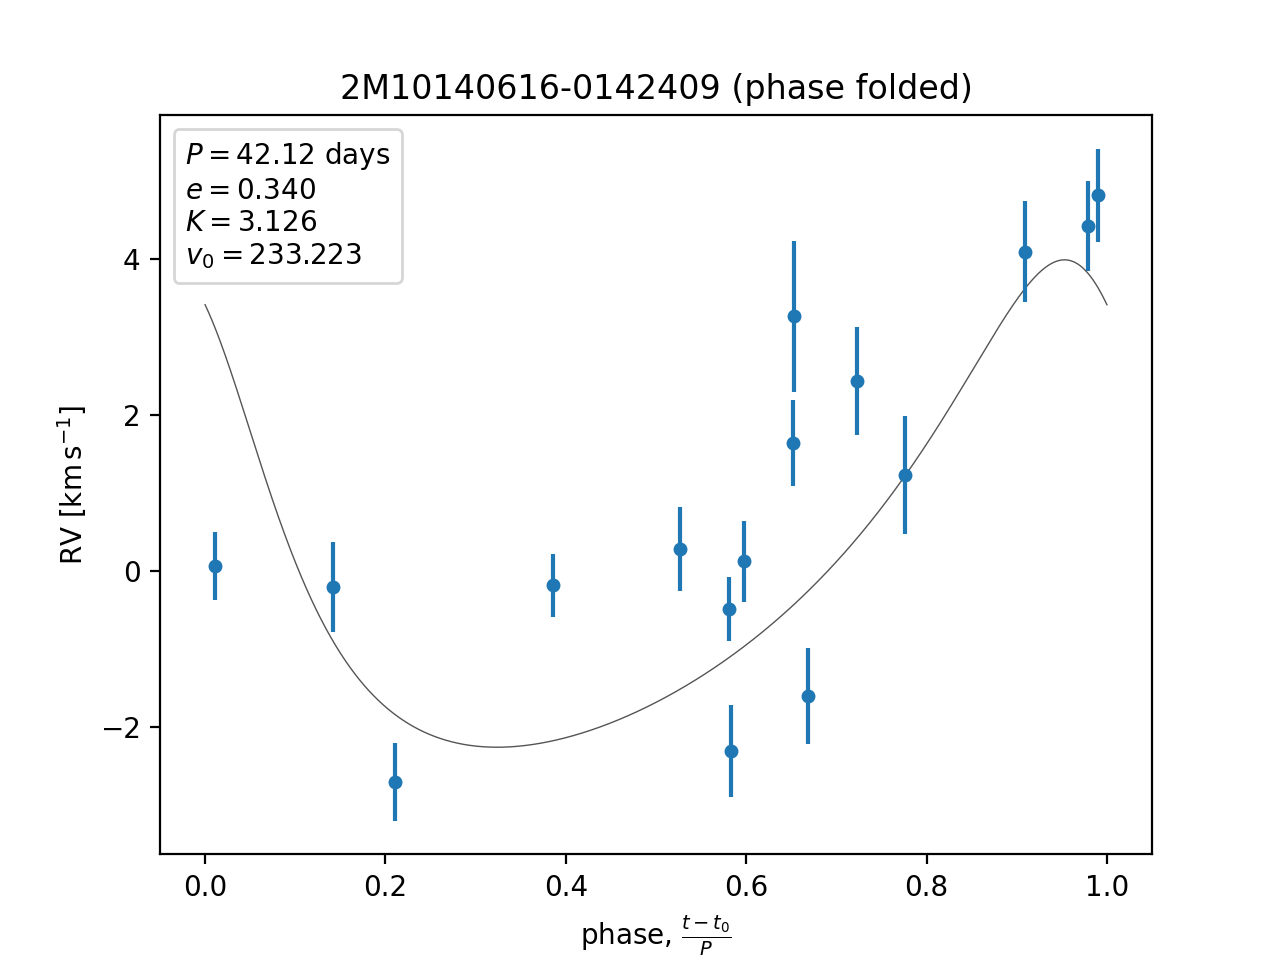 2M10140616-0142409 (phase folded)
P = 42.12 days
e = 0.340
K = 3.126
v₀ = 233.223
4
2
0
−2
RV [km s⁻¹]
0.0 0.2 0.4 0.6 0.8 1.0
phase, (t − t₀)/P